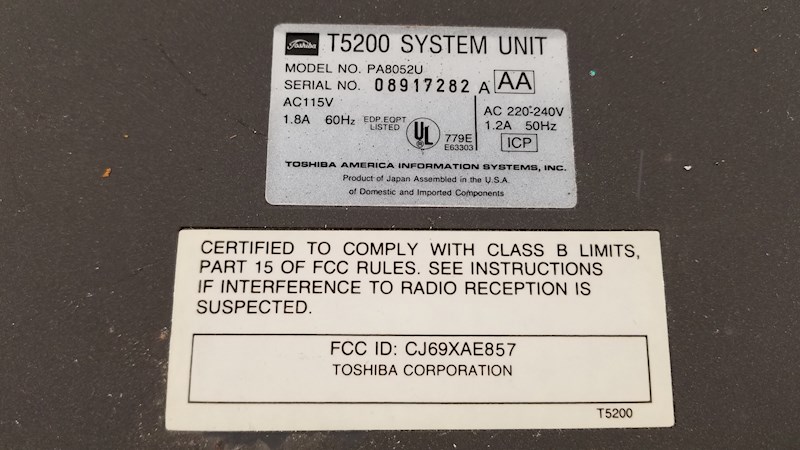 Toshiba T5200 SYSTEM UNIT
MODEL NO. PA8052U
SERIAL NO. 08917282 A AA
AC115V
1.8A 60Hz
EDP.EQPT
LISTED
UL
®
779E
E63303
AC 220-240V
1.2A 50Hz
ICP
TOSHIBA AMERICA INFORMATION SYSTEMS, INC.
Product of Japan Assembled in the U.S.A.
of Domestic and Imported Components
CERTIFIED TO COMPLY WITH CLASS B LIMITS,
PART 15 OF FCC RULES. SEE INSTRUCTIONS
IF INTERFERENCE TO RADIO RECEPTION IS
SUSPECTED.
FCC ID: CJ69XAE857
TOSHIBA CORPORATION
T5200